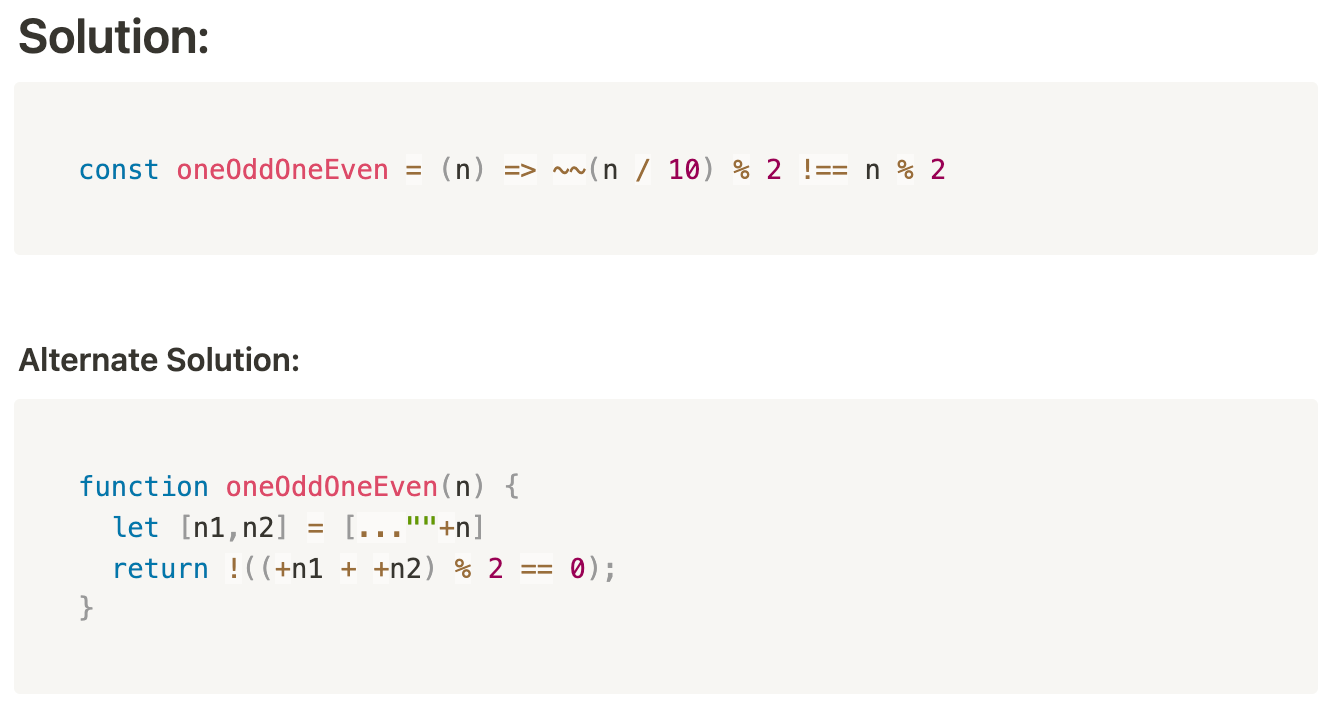 Solution:
const oneOddOneEven = (n) => ~~(n / 10) % 2 !== n % 2
Alternate Solution:
function oneOddOneEven(n) {
  let [n1,n2] = [...""+n]
  return !((+n1 + +n2) % 2 == 0);
}